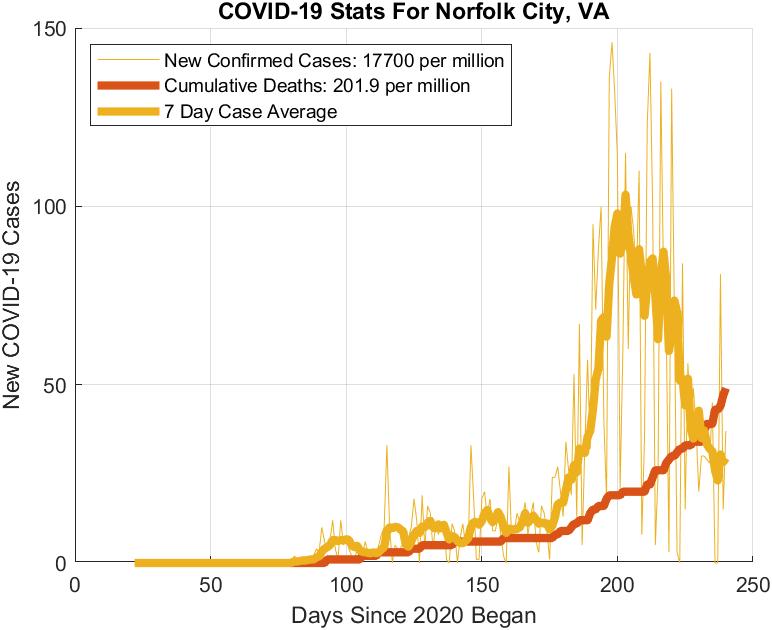 COVID-19 Stats For Norfolk City, VA
New Confirmed Cases: 17700 per million
Cumulative Deaths: 201.9 per million
7 Day Case Average
New COVID-19 Cases
150
100
50
0
0 50 100 150 200 250
Days Since 2020 Began